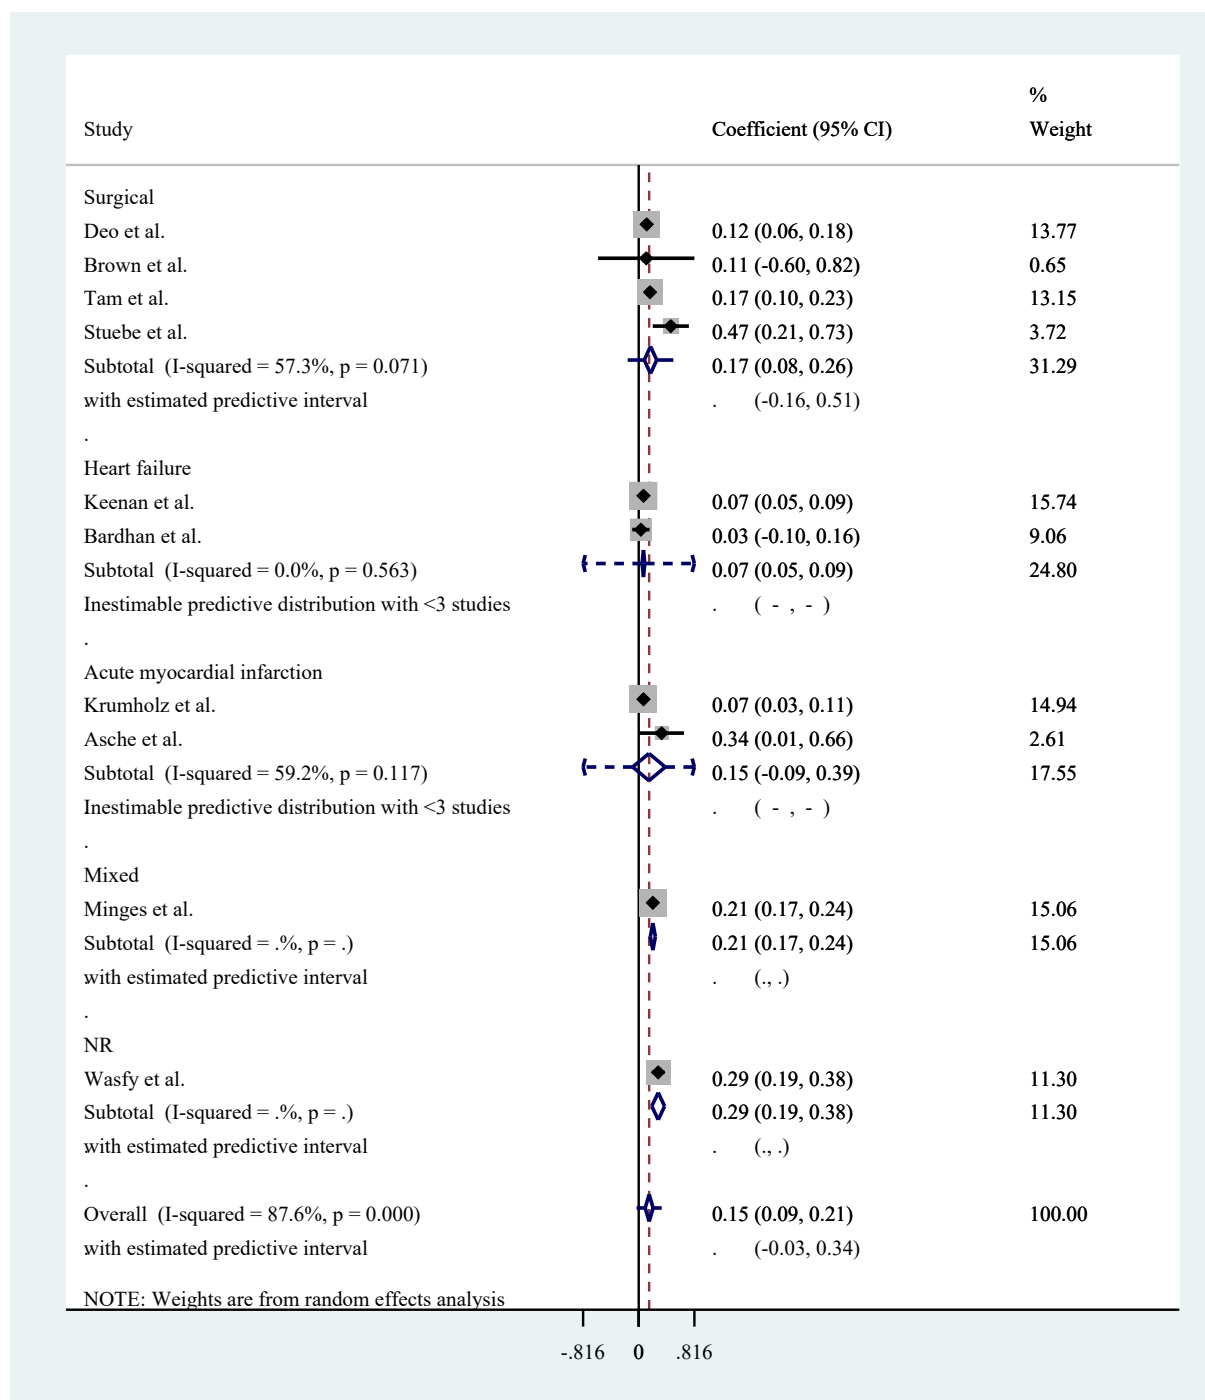 %
Study Coefficient (95% CI) Weight
Surgical
Deo et al. 0.12 (0.06, 0.18) 13.77
Brown et al. 0.11 (-0.60, 0.82) 0.65
Tam et al. 0.17 (0.10, 0.23) 13.15
Stuebe et al. 0.47 (0.21, 0.73) 3.72
Subtotal (I-squared = 57.3%, p = 0.071) 0.17 (0.08, 0.26) 31.29
with estimated predictive interval . (-0.16, 0.51)
.
Heart failure
Keenan et al. 0.07 (0.05, 0.09) 15.74
Bardhan et al. 0.03 (-0.10, 0.16) 9.06
Subtotal (I-squared = 0.0%, p = 0.563) 0.07 (0.05, 0.09) 24.80
Inestimable predictive distribution with <3 studies . ( - , - )
.
Acute myocardial infarction
Krumholz et al. 0.07 (0.03, 0.11) 14.94
Asche et al. 0.34 (0.01, 0.66) 2.61
Subtotal (I-squared = 59.2%, p = 0.117) 0.15 (-0.09, 0.39) 17.55
Inestimable predictive distribution with <3 studies . ( - , - )
.
Mixed
Minges et al. 0.21 (0.17, 0.24) 15.06
Subtotal (I-squared = .%, p = .) 0.21 (0.17, 0.24) 15.06
with estimated predictive interval . (., .)
.
NR
Wasfy et al. 0.29 (0.19, 0.38) 11.30
Subtotal (I-squared = .%, p = .) 0.29 (0.19, 0.38) 11.30
with estimated predictive interval . (., .)
.
Overall (I-squared = 87.6%, p = 0.000) 0.15 (0.09, 0.21) 100.00
with estimated predictive interval . (-0.03, 0.34)
NOTE: Weights are from random effects analysis
-.816 0 .816